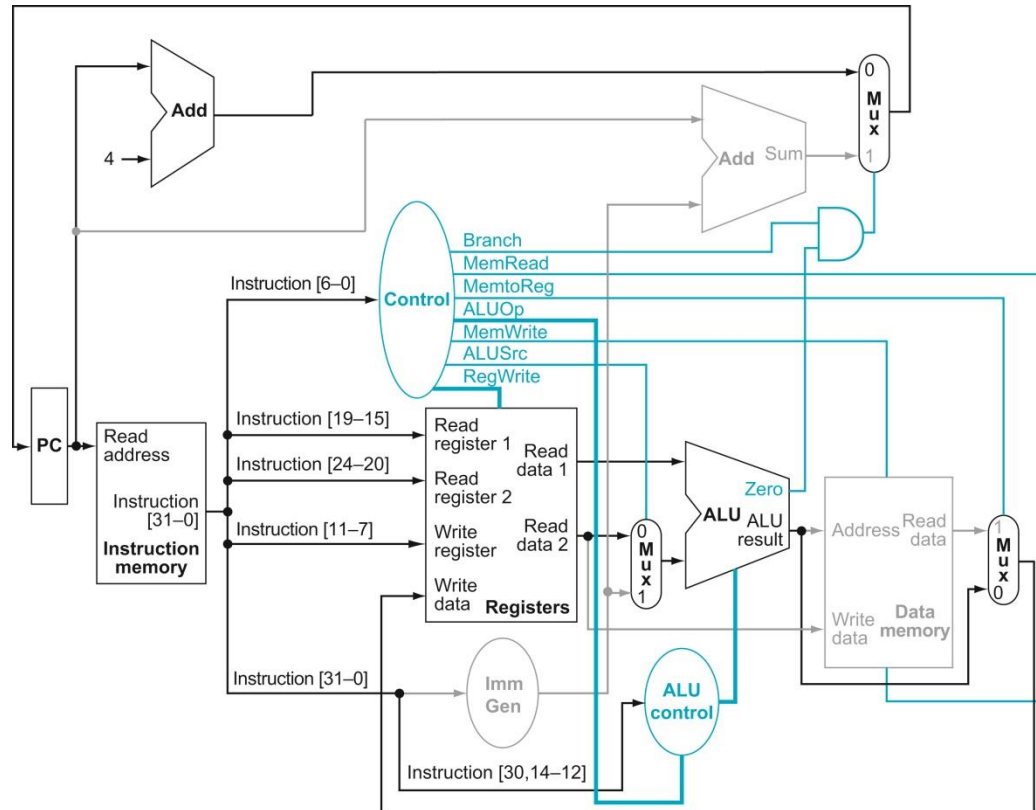 0
Mux
1
Add
4
Add Sum
Branch
MemRead
MemtoReg
ALUOp
MemWrite
ALUSrc
RegWrite
Control
Instruction [6–0]
PC
Read
address
Instruction
[31–0]
Instruction
memory
Instruction [19–15]
Instruction [24–20]
Instruction [11–7]
Read
register 1
Read
register 2
Write
register
Write
data
Read
data 1
Read
data 2
Registers
0
Mux
1
Zero
ALU
ALU
result
Address
Read
data
Write
data
Data
memory
1
Mux
0
Instruction [31–0]
Imm
Gen
ALU
control
Instruction [30,14–12]